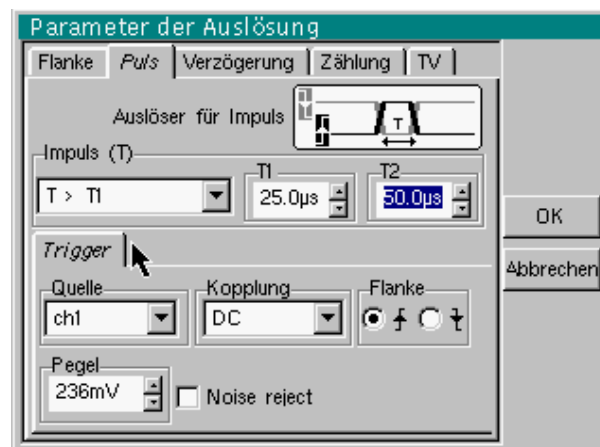 Parameter der Auslösung
Flanke Puls Verzögerung Zählung TV
Auslöser für Impuls
T
Impuls (T)
T1
T2
T > T1
25.0µs
50.0µs
OK
Abbrechen
Trigger
Quelle
Kopplung
Flanke
ch1
DC
Pegel
236mV
Noise reject